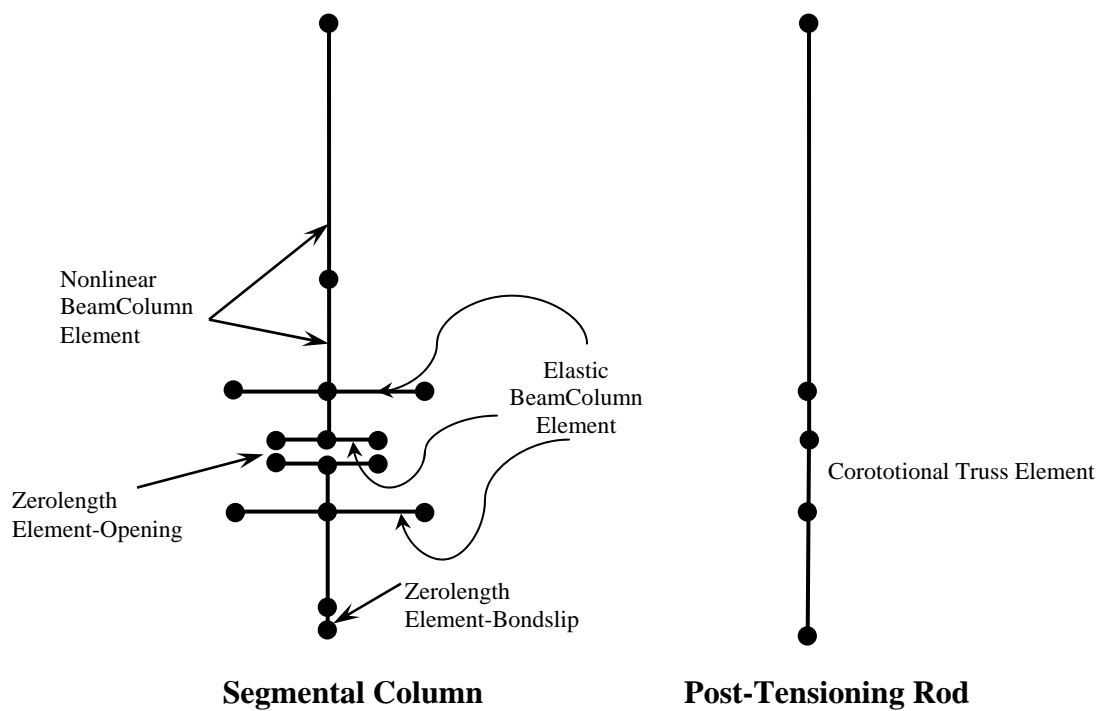 Nonlinear
BeamColumn
Element
Elastic
BeamColumn
Element
Corototional Truss Element
Zerolength
Element-Opening
Zerolength
Element-Bondslip
Segmental Column
Post-Tensioning Rod